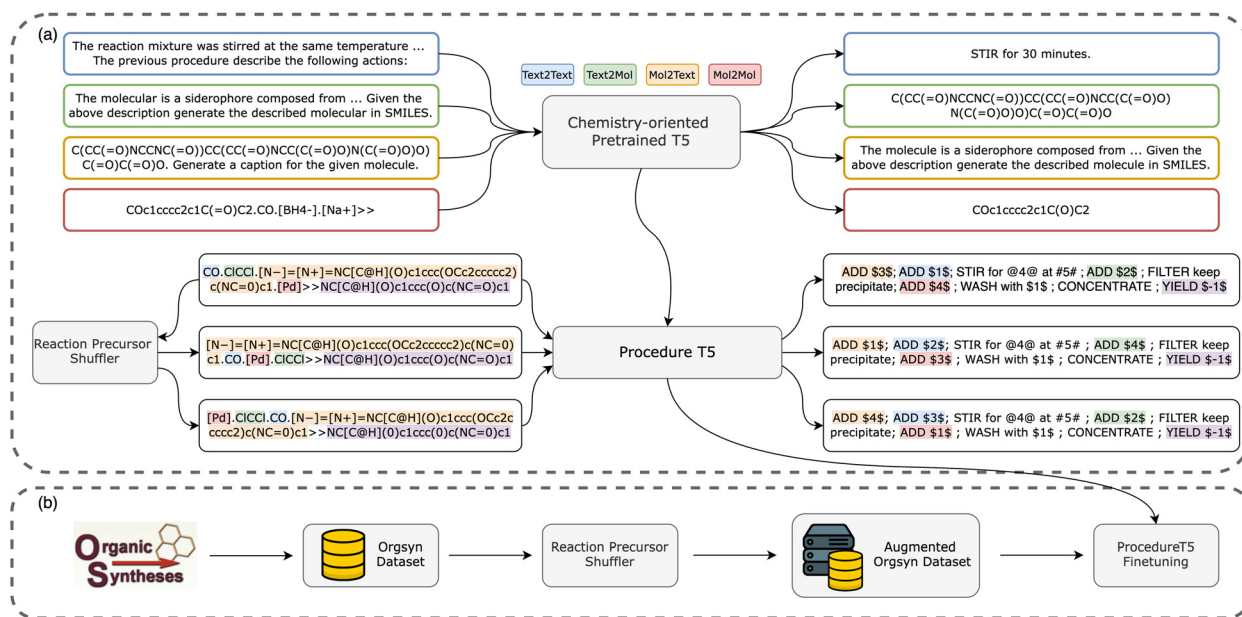 (a)
The reaction mixture was stirred at the same temperature ...
The previous procedure describe the following actions:
The molecular is a siderophore composed from ... Given the
above description generate the described molecular in SMILES.
C(CC(=O)NCCNC(=O))CC(CC(=O)NCC(C(=O)O)N(C(=O)O)O)
C(=O)C(=O)O. Generate a caption for the given molecule.
COc1cccc2c1C(=O)C2.CO.[BH4-].[Na+]>>
Text2Text
Text2Mol
Mol2Text
Mol2Mol
Chemistry-oriented
Pretrained T5
STIR for 30 minutes.
C(CC(=O)NCCNC(=O))CC(CC(=O)NCC(C(=O)O)
N(C(=O)O)O)C(=O)C(=O)O
The molecule is a siderophore composed from ... Given the
above description generate the described molecule in SMILES.
COc1cccc2c1C(O)C2
Reaction Precursor
Shuffler
CO.ClCCl.[N-]=[N+]=NC[C@H](O)c1ccc(OCc2ccccc2)
c(NC=O)c1.[Pd]>>NC[C@H](O)c1ccc(O)c(NC=O)c1
[N-]=[N+]=NC[C@H](O)c1ccc(OCc2ccccc2)c(NC=O)
c1.CO.[Pd].ClCCl>>NC[C@H](O)c1ccc(O)c(NC=O)c1
[Pd].ClCCl.CO.[N-]=[N+]=NC[C@H](O)c1ccc(OCc2c
cccc2)c(NC=O)c1>>NC[C@H](O)c1ccc(O)c(NC=O)c1
Procedure T5
ADD $3$; ADD $1$; STIR for @4@ at #5# ; ADD $2$ ; FILTER keep
precipitate; ADD $4$ ; WASH with $1$ ; CONCENTRATE ; YIELD $-1$
ADD $1$; ADD $2$; STIR for @4@ at #5# ; ADD $4$ ; FILTER keep
precipitate; ADD $3$ ; WASH with $1$ ; CONCENTRATE ; YIELD $-1$
ADD $4$; ADD $3$; STIR for @4@ at #5# ; ADD $2$ ; FILTER keep
precipitate; ADD $1$ ; WASH with $1$ ; CONCENTRATE ; YIELD $-1$
(b)
Organic
Syntheses
Orgsyn
Dataset
Reaction Precursor
Shuffler
Augmented
Orgsyn Dataset
ProcedureT5
Finetuning